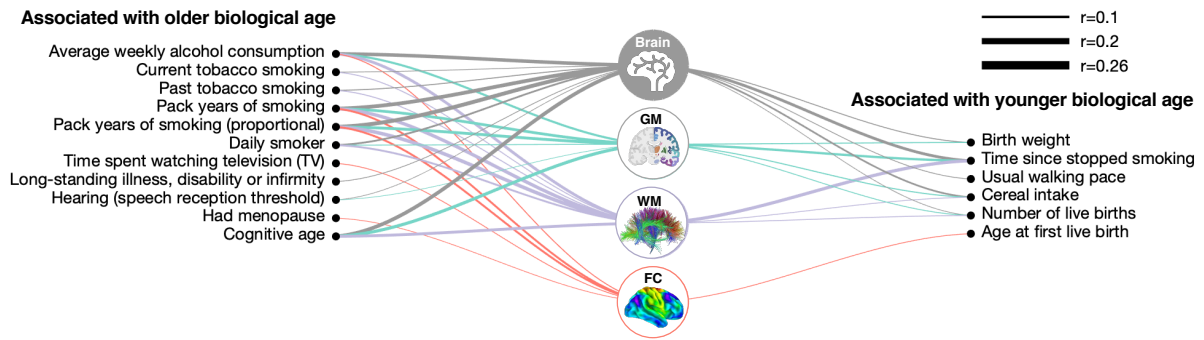 Associated with older biological age
Average weekly alcohol consumption
Current tobacco smoking
Past tobacco smoking
Pack years of smoking
Pack years of smoking (proportional)
Daily smoker
Time spent watching television (TV)
Long-standing illness, disability or infirmity
Hearing (speech reception threshold)
Had menopause
Cognitive age
Brain
GM
WM
FC
r=0.1
r=0.2
r=0.26
Associated with younger biological age
Birth weight
Time since stopped smoking
Usual walking pace
Cereal intake
Number of live births
Age at first live birth